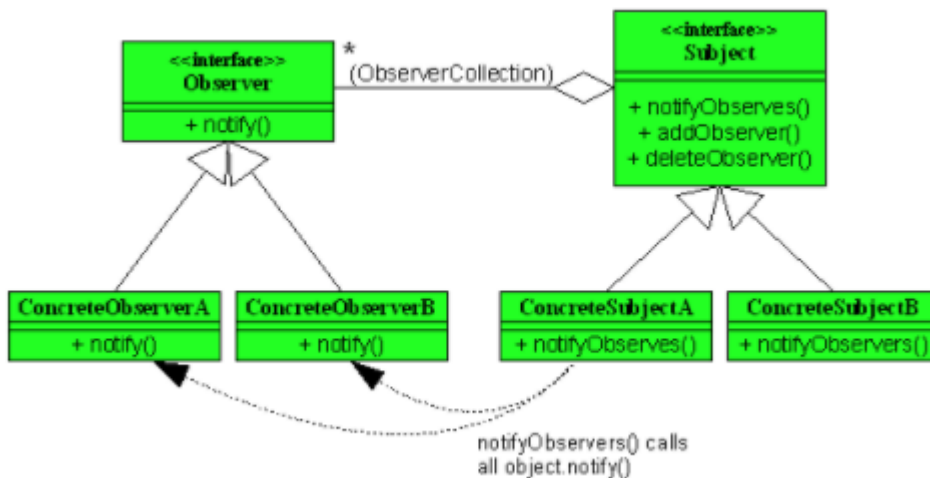 <<interface>>
Observer
+ notify()
*
(ObserverCollection)
<<interface>>
Subject
+ notifyObserves()
+ addObserver()
+ deleteObserver()
ConcreteObserverA
+ notify()
ConcreteObserverB
+ notify()
ConcreteSubjectA
+ notifyObserves()
ConcreteSubjectB
+ notifyObservers()
notifyObservers() calls
all object.notify()